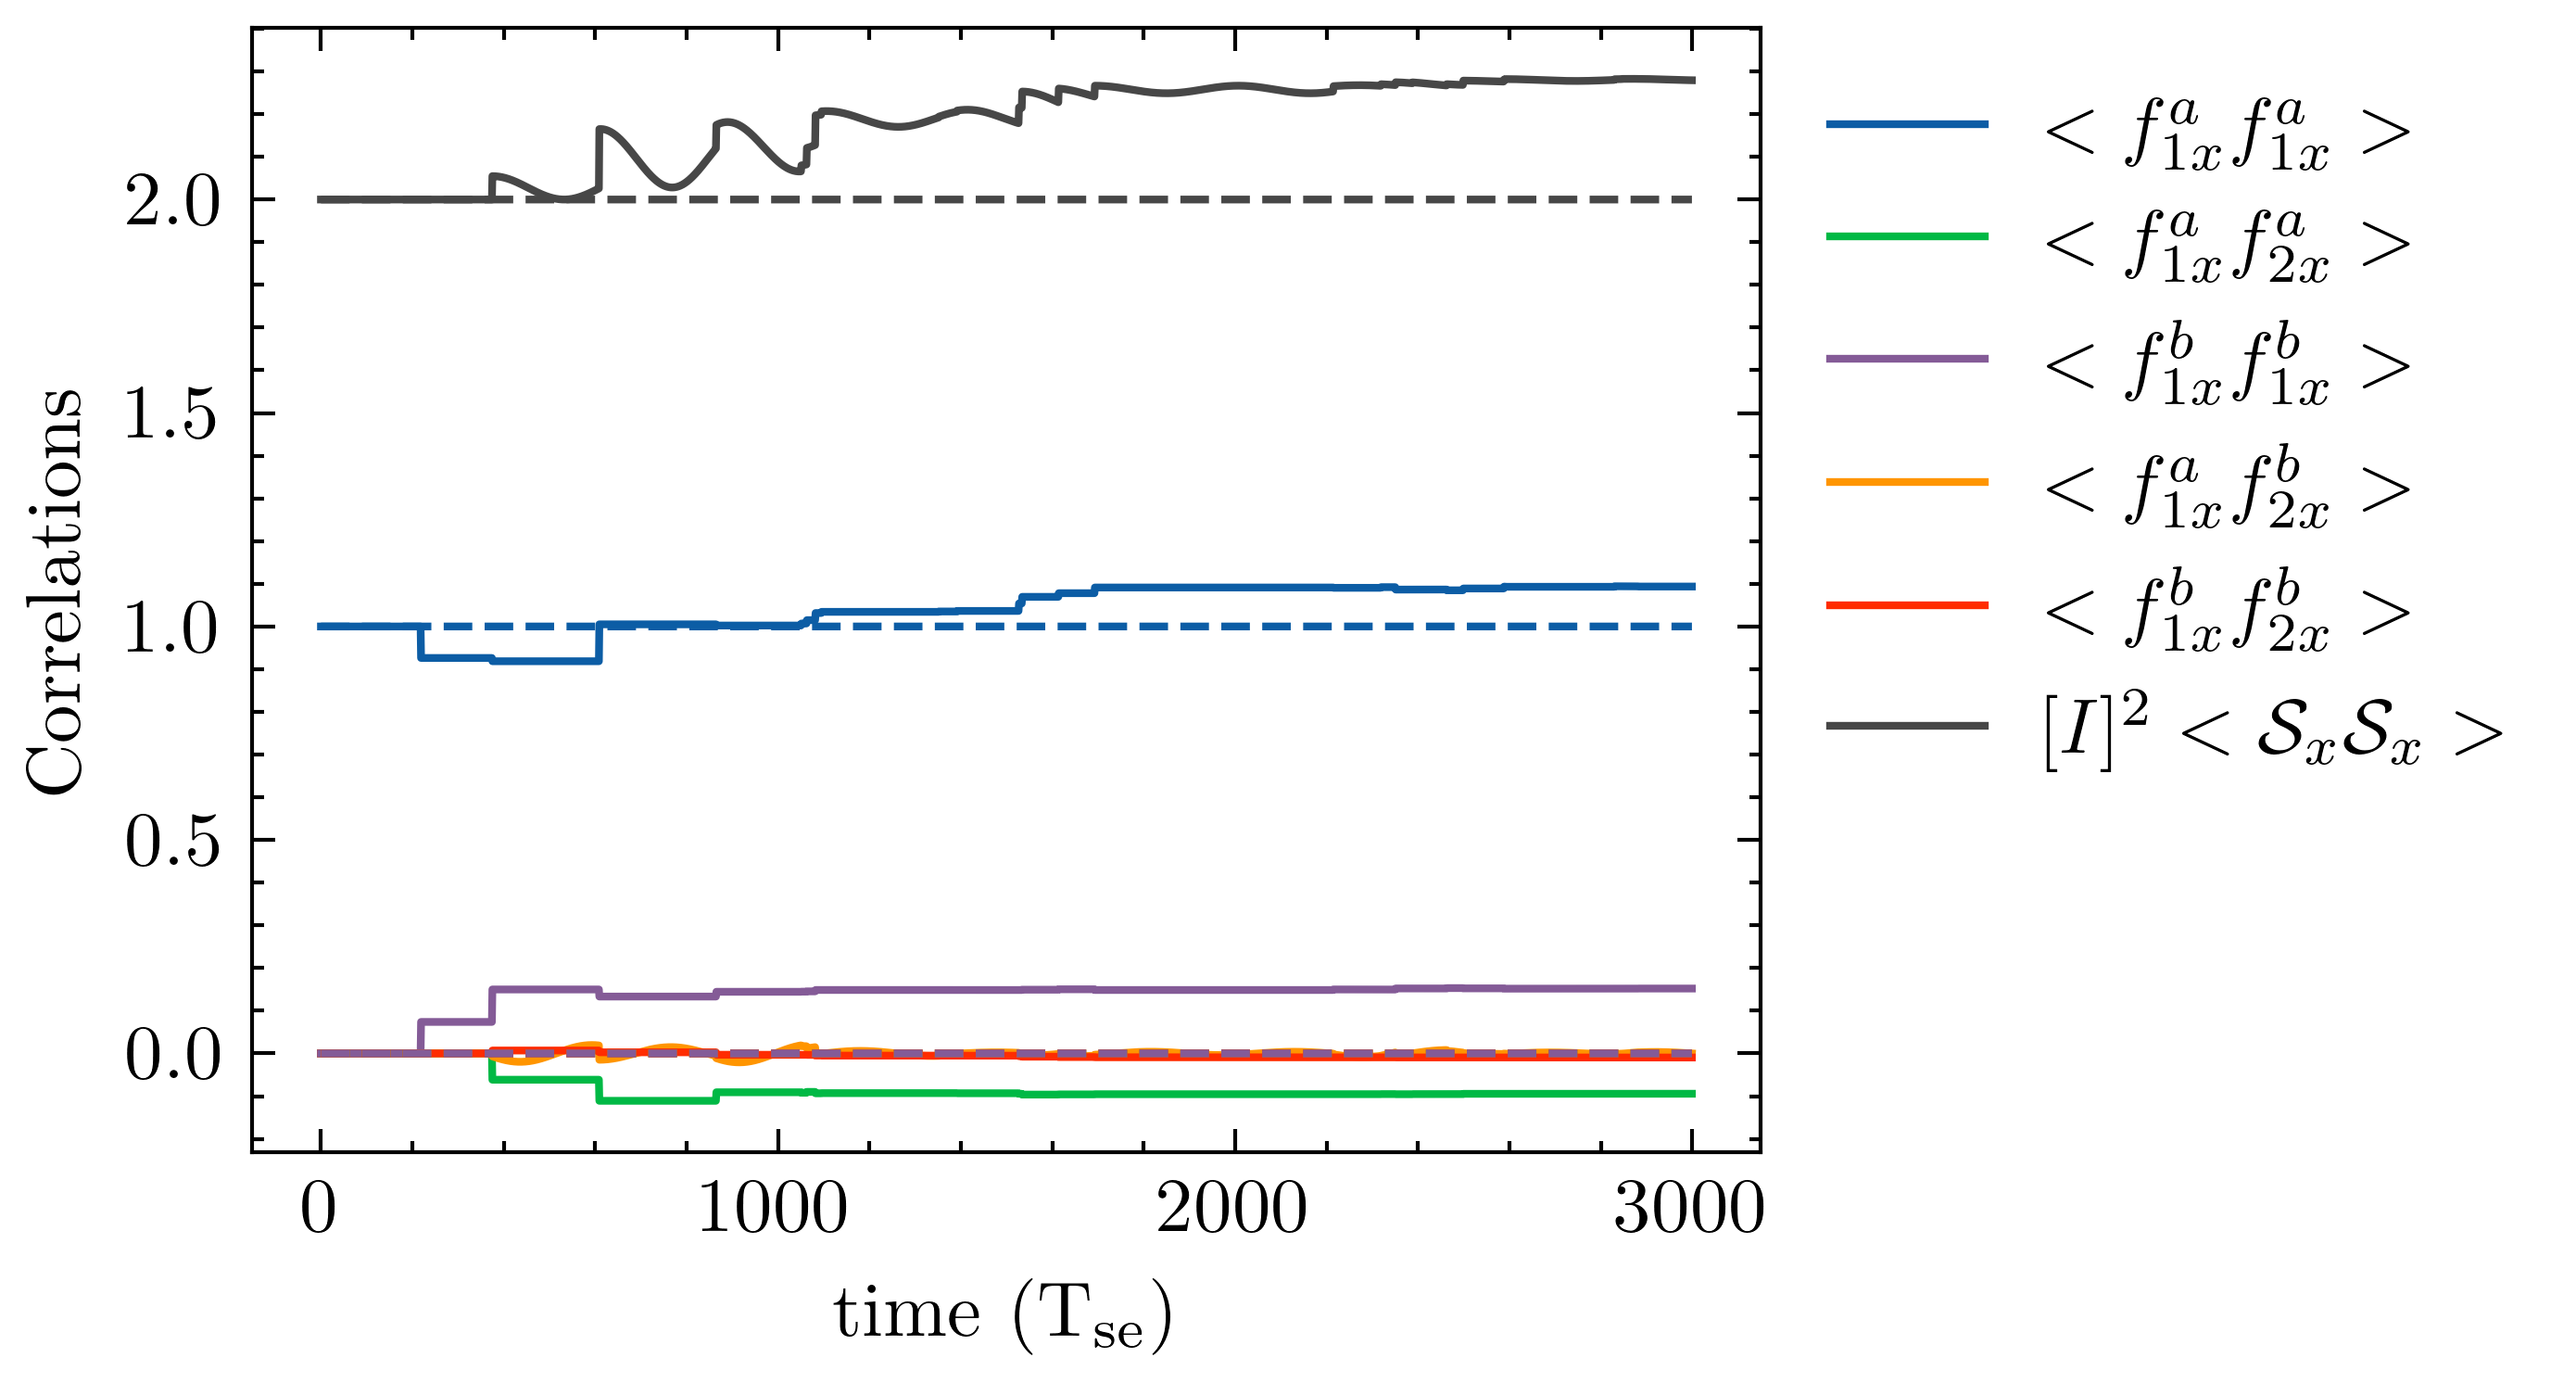 Correlations
2.0
1.5
1.0
0.5
0.0
0 1000 2000 3000
time (T_se)
< f^a_{1x} f^a_{1x} >
< f^a_{1x} f^a_{2x} >
< f^b_{1x} f^b_{1x} >
< f^a_{1x} f^b_{2x} >
< f^b_{1x} f^b_{2x} >
[I]^2 < 𝒮_x 𝒮_x >